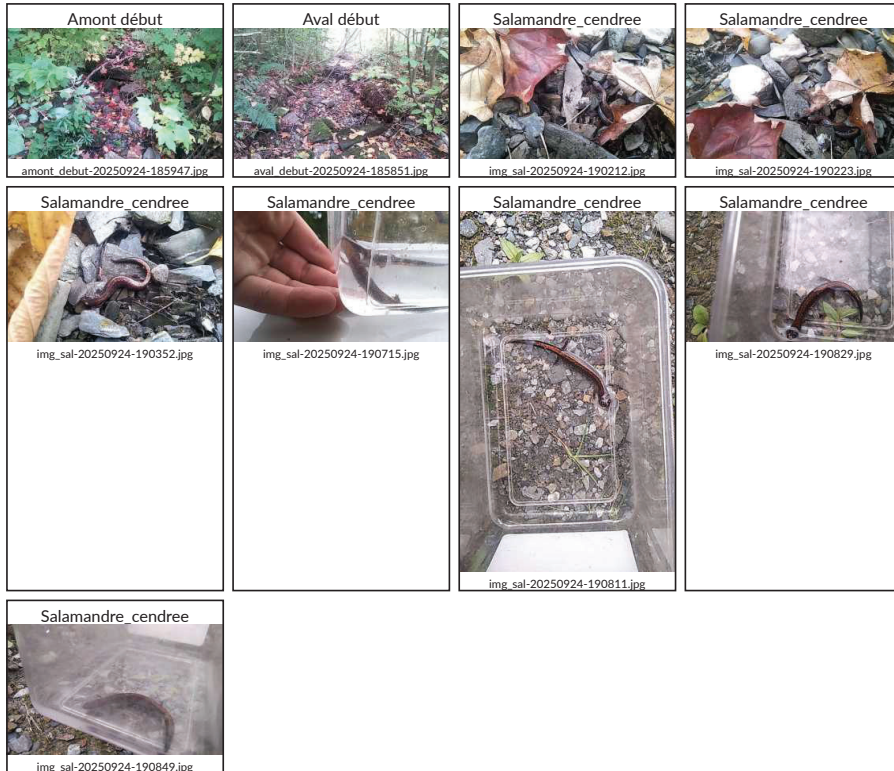 Amont début
amont_debut-20250924-185947.jpg
Aval début
aval_debut-20250924-185851.jpg
Salamandre_cendree
img_sal-20250924-190212.jpg
Salamandre_cendree
img_sal-20250924-190223.jpg
Salamandre_cendree
img_sal-20250924-190352.jpg
Salamandre_cendree
img_sal-20250924-190715.jpg
Salamandre_cendree
img_sal-20250924-190811.jpg
Salamandre_cendree
img_sal-20250924-190829.jpg
Salamandre_cendree
img_sal-20250924-190849.jpg